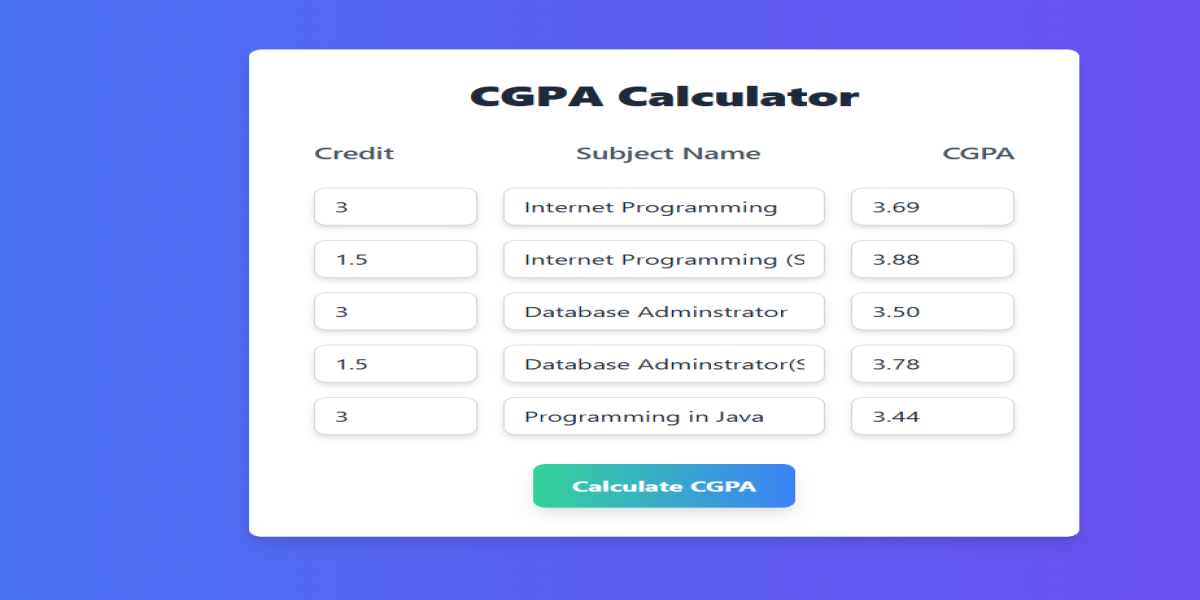 CGPA Calculator
Credit Subject Name CGPA
3 Internet Programming 3.69
1.5 Internet Programming (S 3.88
3 Database Adminstrator 3.50
1.5 Database Adminstrator(S 3.78
3 Programming in Java 3.44
Calculate CGPA